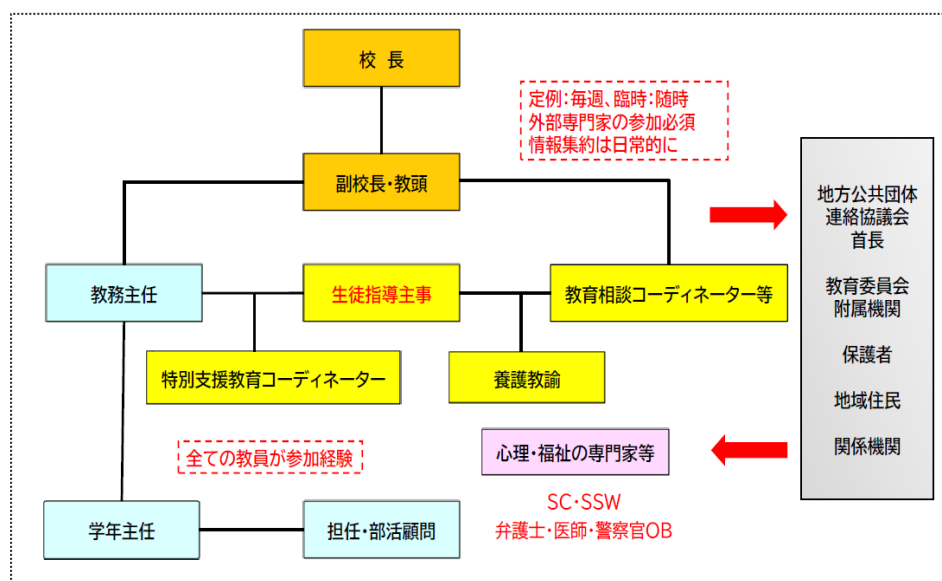 校 長
定例：毎週、臨時：随時
外部専門家の参加必須
情報集約は日常的に
副校長・教頭
地方公共団体
連絡協議会
首長
教育委員会
附属機関
保護者
地域住民
関係機関
教務主任
生徒指導主事
教育相談コーディネーター等
特別支援教育コーディネーター
養護教諭
全ての教員が参加経験
心理・福祉の専門家等
SC・SSW
弁護士・医師・警察官OB
学年主任
担任・部活顧問